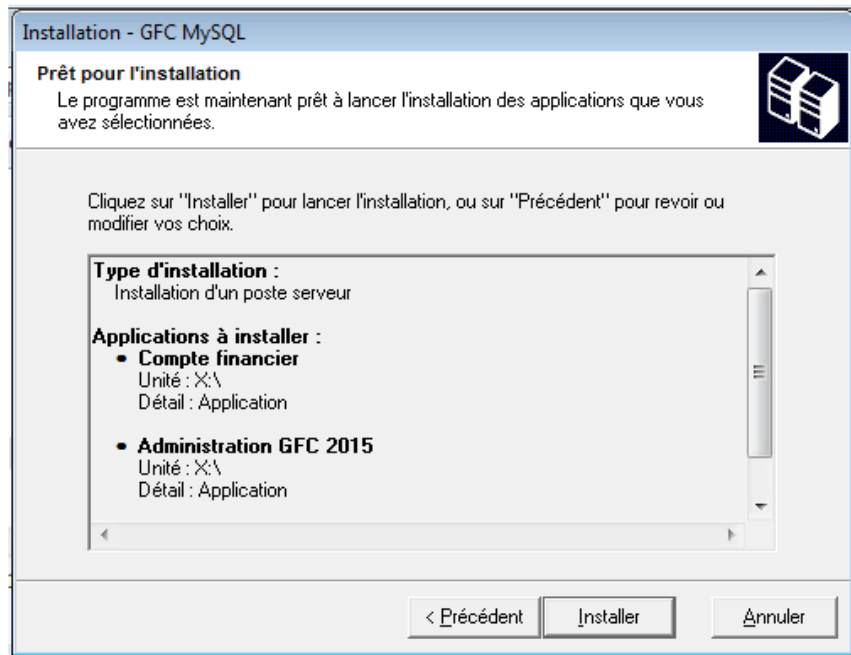 Installation - GFC MySQL
Prêt pour l'installation
Le programme est maintenant prêt à lancer l'installation des applications que vous
avez sélectionnées.
Cliquez sur "Installer" pour lancer l'installation, ou sur "Précédent" pour revoir ou
modifier vos choix.
Type d'installation :
Installation d'un poste serveur
Applications à installer :
• Compte financier
Unité : X:\
Détail : Application
• Administration GFC 2015
Unité : X:\
Détail : Application
< Précédent
Installer
Annuler